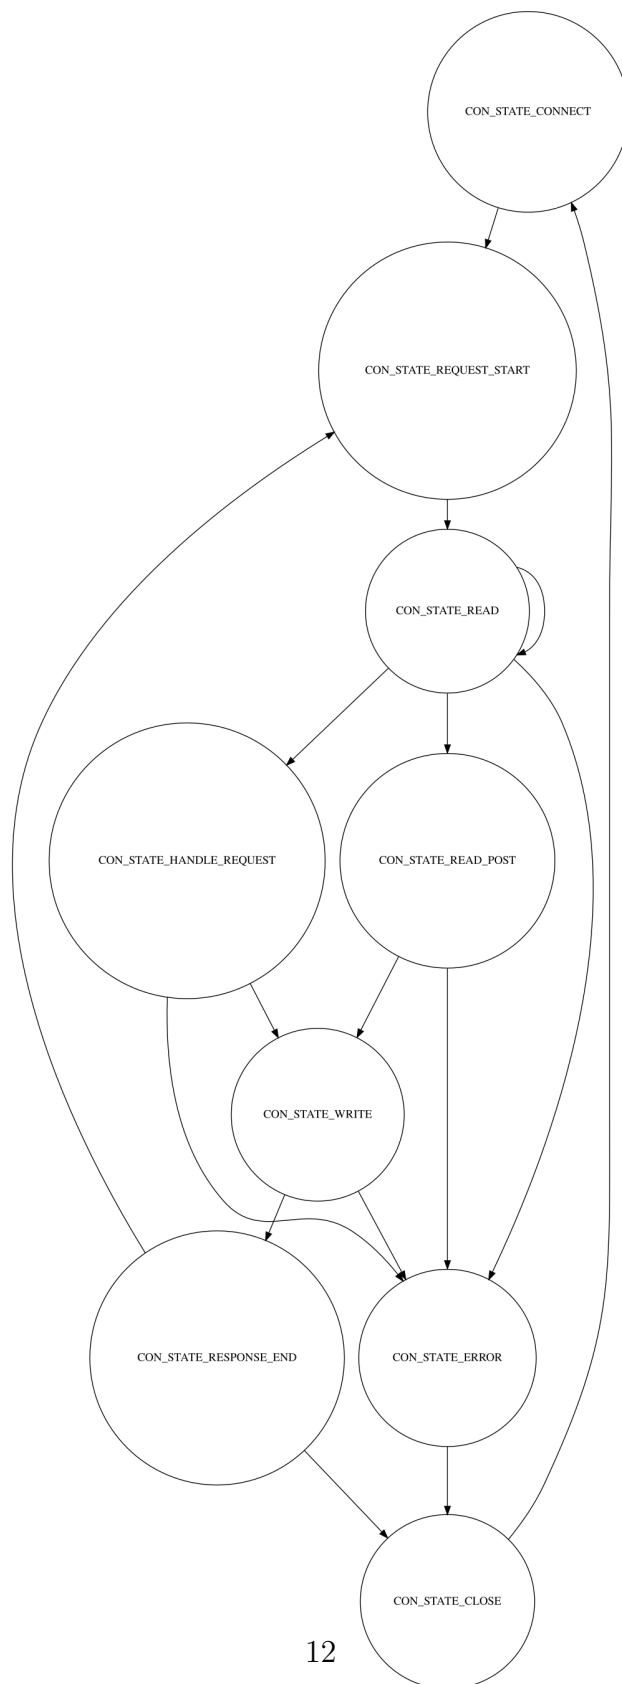 CON_STATE_CONNECT
CON_STATE_REQUEST_START
CON_STATE_READ
CON_STATE_HANDLE_REQUEST
CON_STATE_READ_POST
CON_STATE_WRITE
CON_STATE_RESPONSE_END
CON_STATE_ERROR
CON_STATE_CLOSE
12